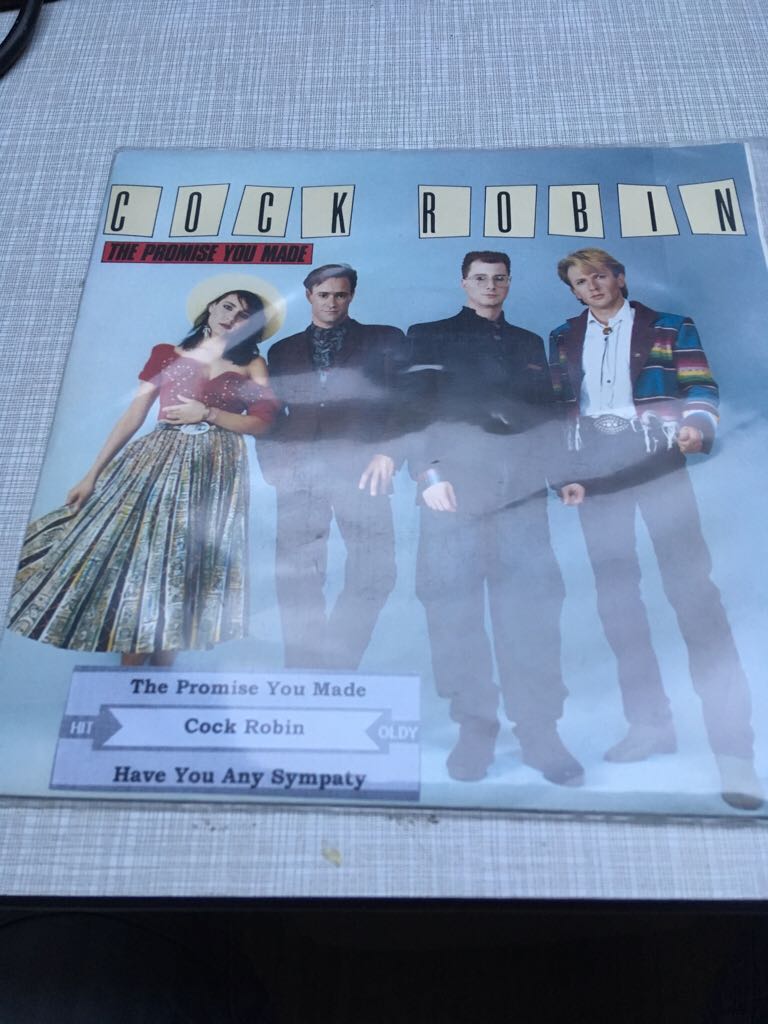 COCK ROBIN
THE PROMISE YOU MADE
The Promise You Made
HIT Cock Robin OLDY
Have You Any Sympaty